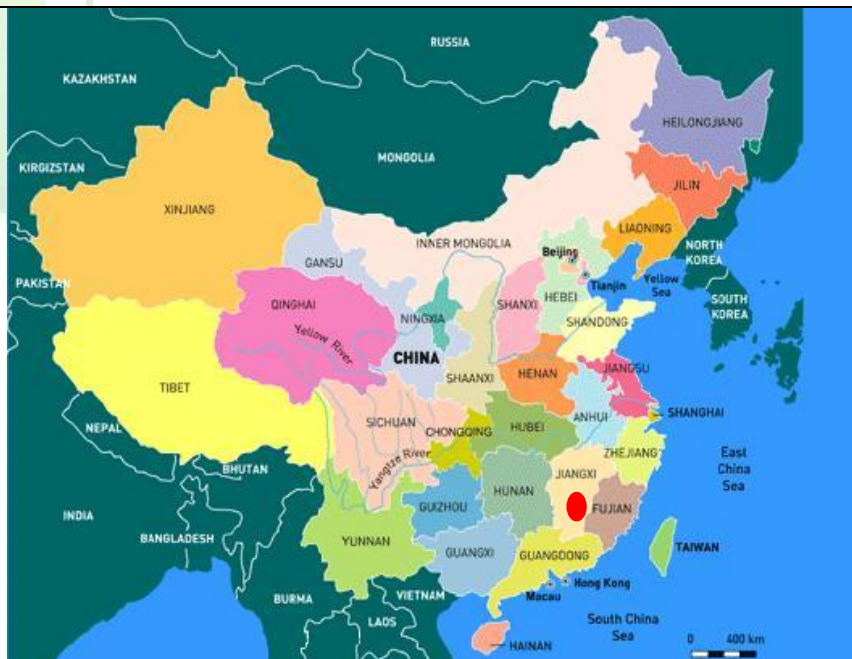 RUSSIA
KAZAKHSTAN
HEILONGJIANG
MONGOLIA
KIRGIZSTAN
JILIN
XINJIANG
LIAONING
INNER MONGOLIA
NORTH
KOREA
GANSU
Beijing
Tianjin
Yellow
Sea
PAKISTAN
SOUTH
KOREA
QINGHAI
NINGXIA
SHANXI
HEBEI
SHANDONG
Yellow River
CHINA
SHAANXI
HENAN
JIANGSU
TIBET
SHANGHAI
ANHUI
SICHUAN
CHONGQING
HUBEI
NEPAL
ZHEJIANG
East
China
Sea
Yangtze River
BHUTAN
JIANGXI
HUNAN
INDIA
GUIZHOU
FUJIAN
BANGLADESH
YUNNAN
GUANGXI
GUANGDONG
TAIWAN
Hong Kong
Macau
BURMA
VIETNAM
LAOS
South China
Sea
HAINAN
0 400 km